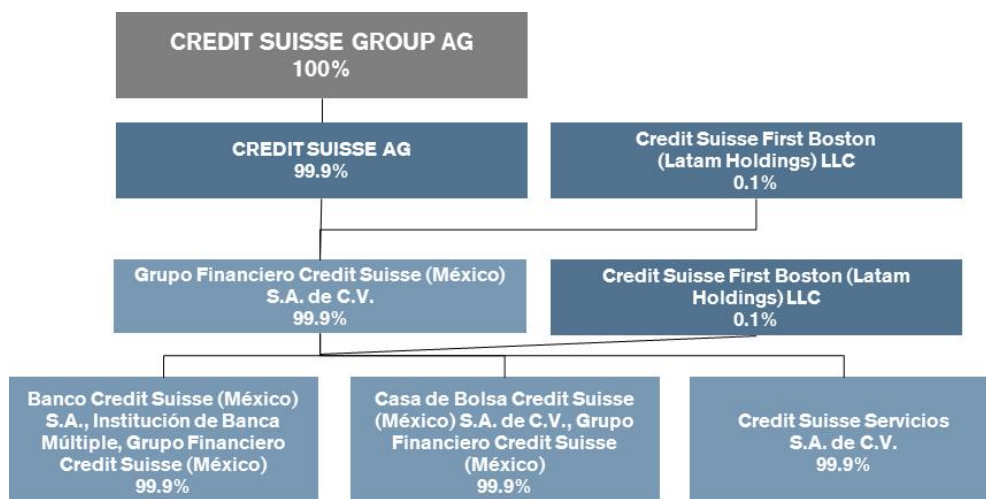 CREDIT SUISSE GROUP AG
100%
CREDIT SUISSE AG
99.9%
Credit Suisse First Boston
(Latam Holdings) LLC
0.1%
Grupo Financiero Credit Suisse (México)
S.A. de C.V.
99.9%
Credit Suisse First Boston (Latam
Holdings) LLC
0.1%
Banco Credit Suisse (México)
S.A., Institución de Banca
Múltiple, Grupo Financiero
Credit Suisse (México)
99.9%
Casa de Bolsa Credit Suisse
(México) S.A. de C.V., Grupo
Financiero Credit Suisse
(México)
99.9%
Credit Suisse Servicios
S.A. de C.V.
99.9%